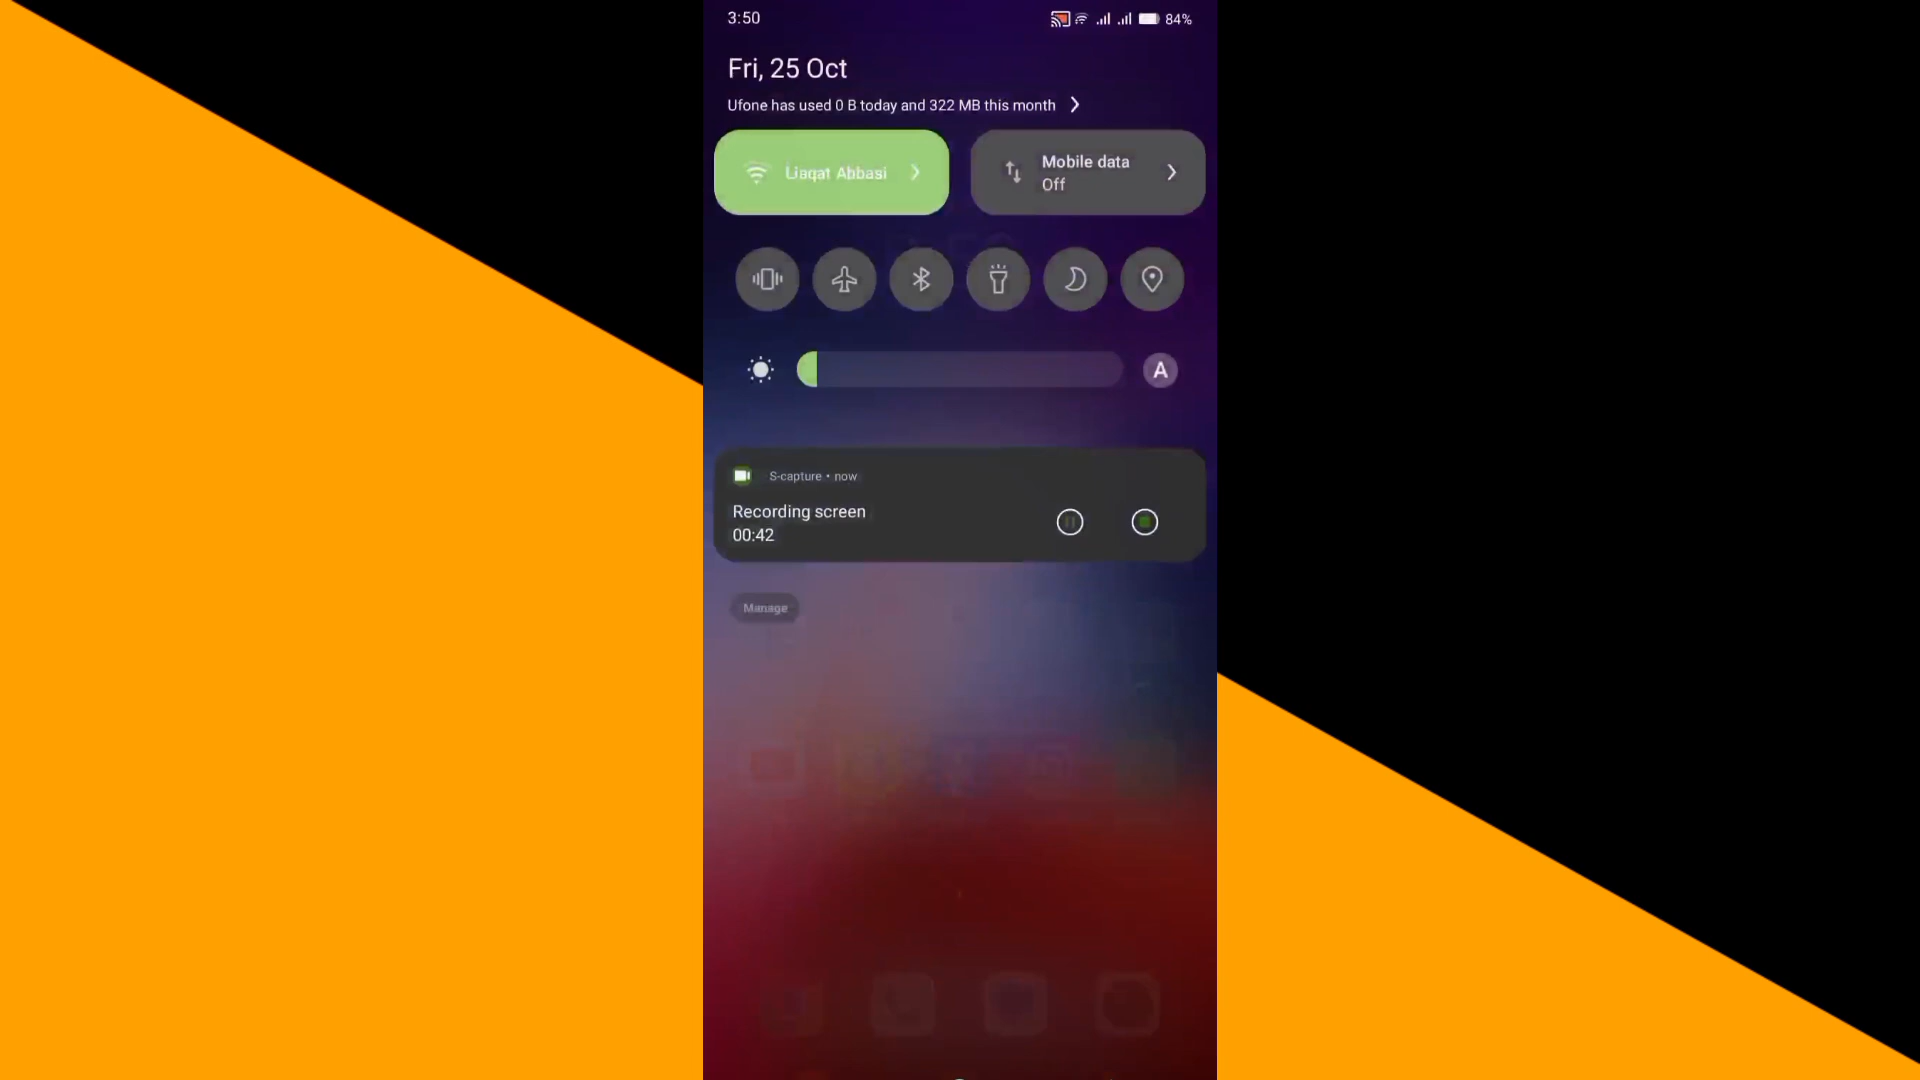 3:50
84%
Fri, 25 Oct
Ufone has used 0 B today and 322 MB this month
Liaqat Abbasi
Mobile data
Off
A
S-capture • now
Recording screen
00:42
Manage